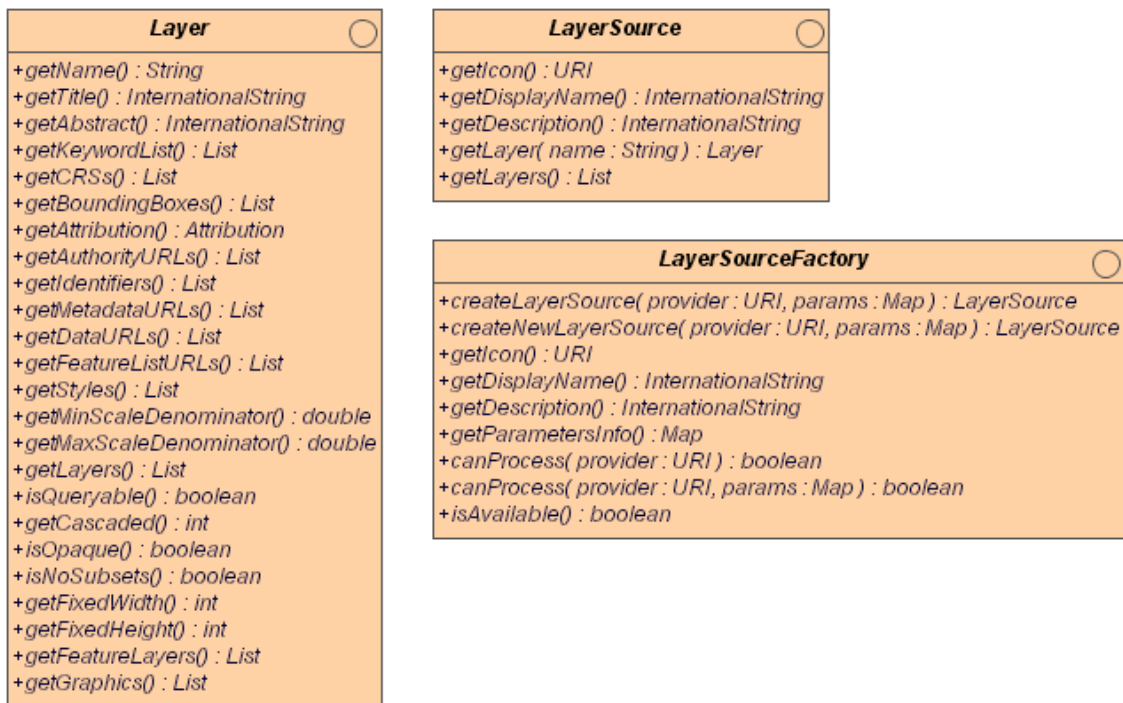 Layer
+getName() : String
+getTitle() : InternationalString
+getAbstract() : InternationalString
+getKeywordList() : List
+getCRSs() : List
+getBoundingBoxes() : List
+getAttribution() : Attribution
+getAuthorityURLs() : List
+getIdentifiers() : List
+getMetadataURLs() : List
+getDataURLs() : List
+getFeatureListURLs() : List
+getStyles() : List
+getMinScaleDenominator() : double
+getMaxScaleDenominator() : double
+getLayers() : List
+isQueryable() : boolean
+getCascaded() : int
+isOpaque() : boolean
+isNoSubsets() : boolean
+getFixedWidth() : int
+getFixedHeight() : int
+getFeatureLayers() : List
+getGraphics() : List
LayerSource
+getIcon() : URI
+getDisplayName() : InternationalString
+getDescription() : InternationalString
+getLayer( name : String ) : Layer
+getLayers() : List
LayerSourceFactory
+createLayerSource( provider : URI, params : Map ) : LayerSource
+createNewLayerSource( provider : URI, params : Map ) : LayerSource
+getIcon() : URI
+getDisplayName() : InternationalString
+getDescription() : InternationalString
+getParametersInfo() : Map
+canProcess( provider : URI ) : boolean
+canProcess( provider : URI, params : Map ) : boolean
+isAvailable() : boolean